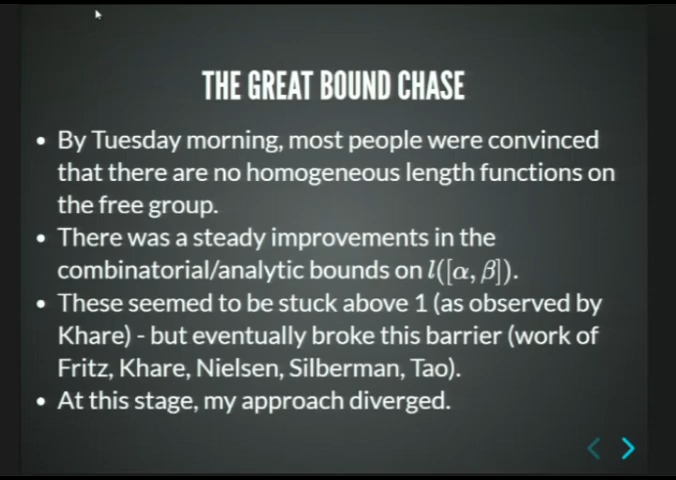 THE GREAT BOUND CHASE
• By Tuesday morning, most people were convinced
that there are no homogeneous length functions on
the free group.
• There was a steady improvements in the
combinatorial/analytic bounds on l([α, β]).
• These seemed to be stuck above 1 (as observed by
Khare) - but eventually broke this barrier (work of
Fritz, Khare, Nielsen, Silberman, Tao).
• At this stage, my approach diverged.